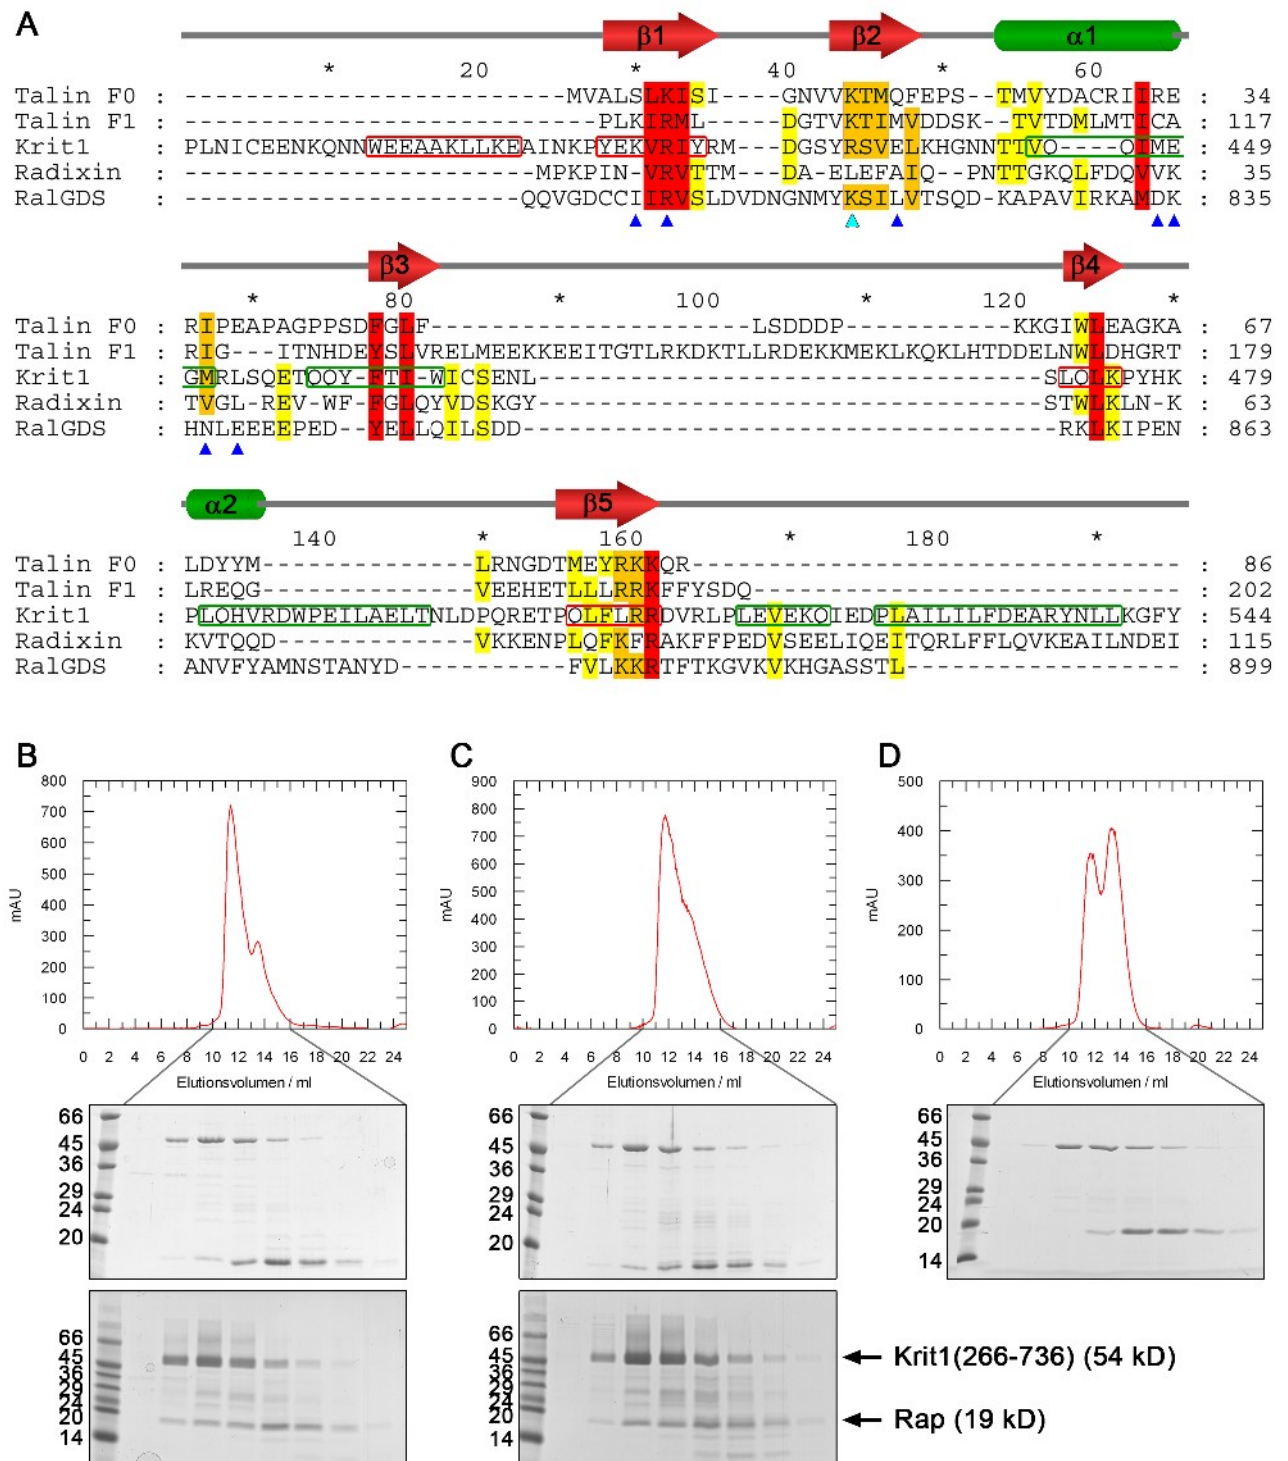 A
β1 β2 α1
* 20 * 40 * 60
Talin F0 : -------------------------MVALSLKISI----GNVVKTMQFEPS--TMVYDACRIIRE : 34
Talin F1 : --------------------------PLKIRML-----DGTVKTIMVDDSK--TVTDMLMTICA : 117
Krit1 : PLNICEENKQNNWEEAAKLLKEAINKPYEKVRIYRM---DGSYRSVELKHGNNTTVQ----QIME : 449
Radixin : -----------------------MPKPIN-VRVTTM---DA-ELEFAIQ--PNTTGKQLFDQVVK : 35
RalGDS : ----------------------QQVGDCCIIRVSLDVDNGNMYKSILVTSQD-KAPAVIRKAMDK : 835
β3 β4
* 80 * 100 * 120 *
Talin F0 : RIPEAPAGPPSDFGLF---------------------LSDDDP-----------KKGIWLEAGKA : 67
Talin F1 : RIG---ITNHDEYSLVRELMEEKKEEITGTLRKDKTLLRDEKKMEKLKQKLHTDDELNWLDHGRT : 179
Krit1 : GMRLSQETQQY-FTI-WICSENL---------------------------------SLQLKPYHK : 479
Radixin : TVGL-REV-WF-FGLQYVDSKGY---------------------------------STWLKLN-K : 63
RalGDS : HNLEEEEPED--YELLQILSDD-----------------------------------RKLKIPEN : 863
α2 β5
140 * 160 * 180 *
Talin F0 : LDYYM--------------LRNGDTMEYRKKQR-------------------------------- : 86
Talin F1 : LREQG--------------VEEHETLLLRRKFFYSDQ---------------------------- : 202
Krit1 : PLQHVRDWPEILAELTNLDPQRETPQLFLRRDVRLPLEVEKQIEDPLAILILFDEARYNLLKGFY : 544
Radixin : KVTQQD-------------VKKENPLQFKFRAKFFPEDVSEELIQEITQRLFFLQVKEAILNDEI : 115
RalGDS : ANVFYAMNSTANYD-----------FVLKKRTFTKGVKVKHGASSTL------------------ : 899
B C D
800 700 600 500 400 300 200 100 0
mAU
0 2 4 6 8 10 12 14 16 18 20 22 24
Elutionsvolumen / ml
900 800 700 600 500 400 300 200 100 0
mAU
0 2 4 6 8 10 12 14 16 18 20 22 24
Elutionsvolumen / ml
500 400 300 200 100 0
mAU
0 2 4 6 8 10 12 14 16 18 20 22 24
Elutionsvolumen / ml
66 45 36 29 24 20
66 45 36 29 24 20
66 45 36 29 24 20 14
66 45 36 29 24 20 14
66 45 36 29 24 20 14
Krit1(266-736) (54 kD)
Rap (19 kD)